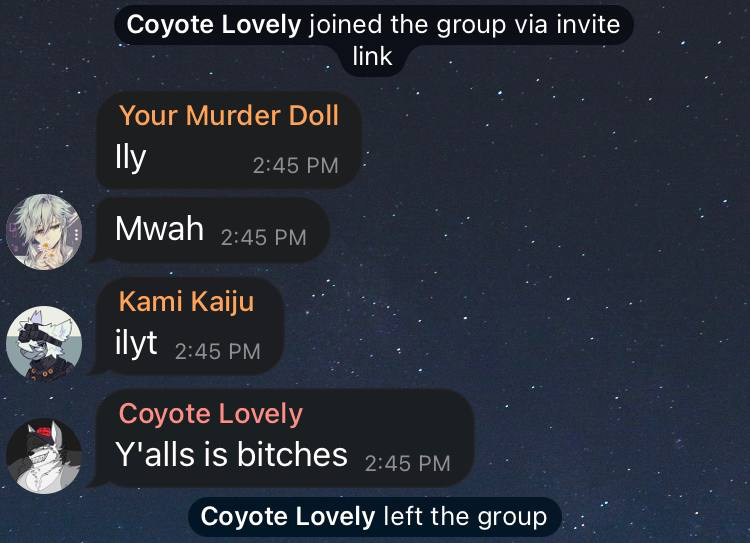 Coyote Lovely joined the group via invite
link
Your Murder Doll
Ily 2:45 PM
Mwah 2:45 PM
Kami Kaiju
ilyt 2:45 PM
Coyote Lovely
Y'alls is bitches 2:45 PM
Coyote Lovely left the group